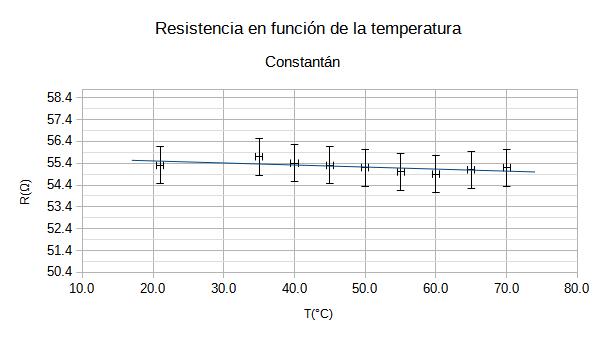 Resistencia en función de la temperatura
Constantán
58.4
57.4
56.4
55.4
54.4
53.4
52.4
51.4
50.4
R(Ω)
10.0 20.0 30.0 40.0 50.0 60.0 70.0 80.0
T(°C)